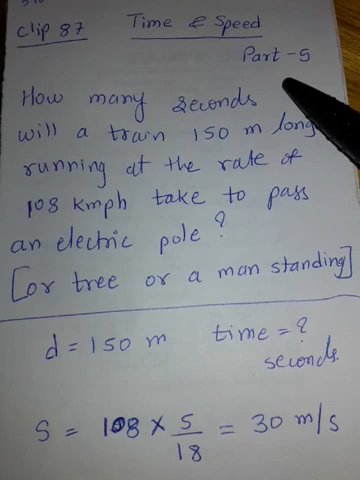 Clip 87
Time & Speed
Part-5
How many seconds
will a train 150 m long
running at the rate of
108 kmph take to pass
an electric pole?
[or tree or a man standing]
d = 150 m time = ?
seconds.
S = 108 × 5/18 = 30 m/s